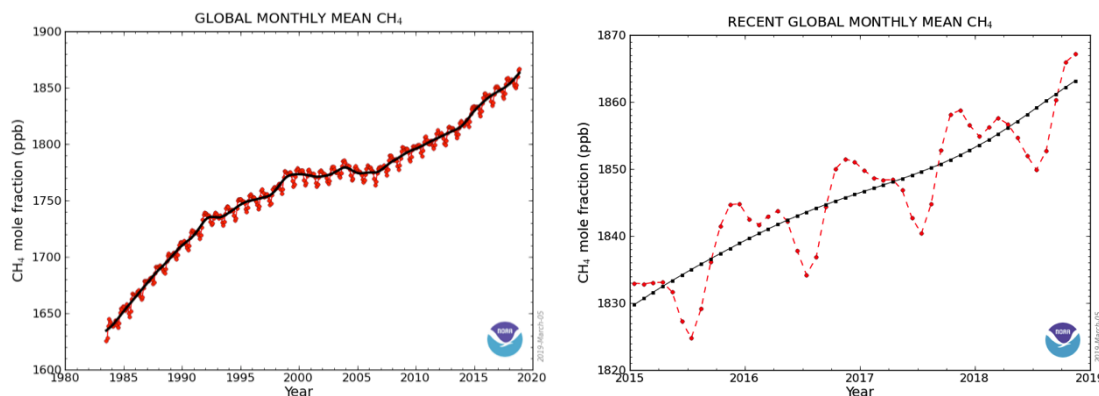 GLOBAL MONTHLY MEAN CH₄
1900
1850
1800
1750
1700
1650
1600
CH₄ mole fraction (ppb)
1980 1985 1990 1995 2000 2005 2010 2015 2020
Year
NOAA
2019-March-05
RECENT GLOBAL MONTHLY MEAN CH₄
1870
1860
1850
1840
1830
1820
CH₄ mole fraction (ppb)
2015 2016 2017 2018 2019
Year
NOAA
2019-March-05